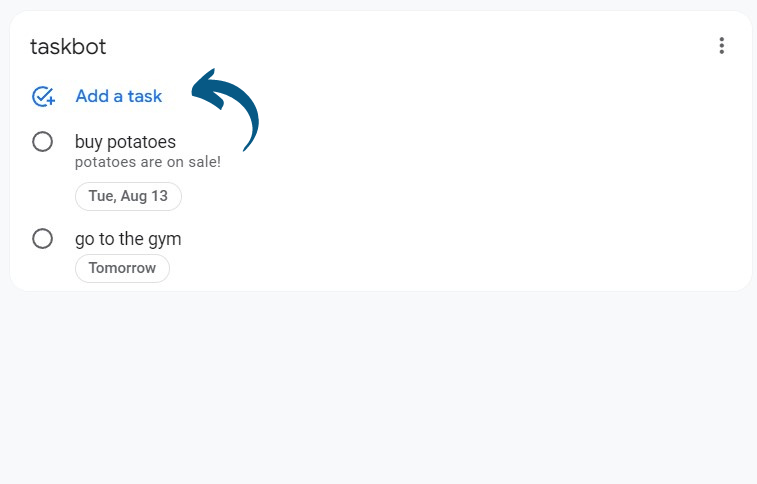 taskbot
Add a task
buy potatoes
potatoes are on sale!
Tue, Aug 13
go to the gym
Tomorrow